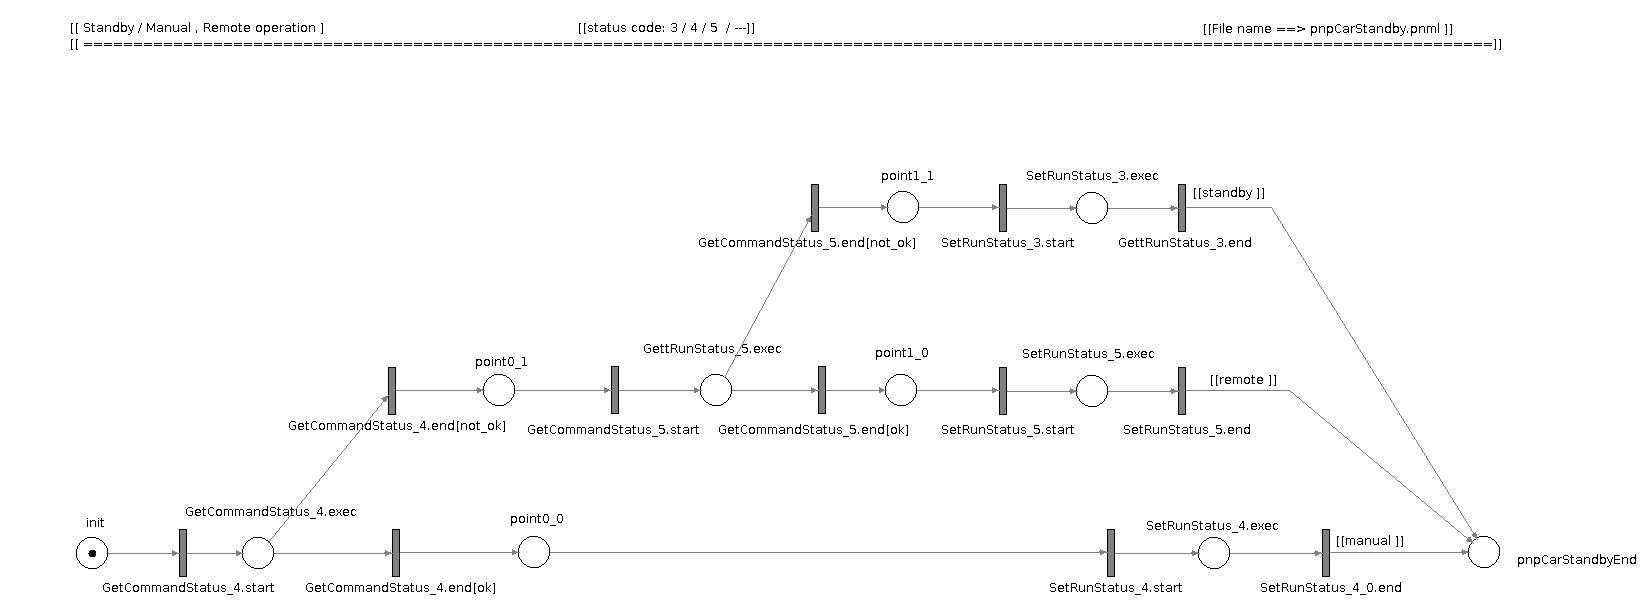 [[ Standby / Manual , Remote operation ]
[[status code: 3 / 4 / 5  / ---]]
[[File name ==> pnpCarStandby.pnml ]]
[[ =============================================================================================================================================]]
point1_1
SetRunStatus_3.exec
[[standby ]]
GetCommandStatus_5.end[not_ok]
SetRunStatus_3.start
GettRunStatus_3.end
GettRunStatus_5.exec
point1_0
SetRunStatus_5.exec
point0_1
[[remote ]]
GetCommandStatus_4.end[not_ok]
GetCommandStatus_5.start
GetCommandStatus_5.end[ok]
SetRunStatus_5.start
SetRunStatus_5.end
GetCommandStatus_4.exec
init
point0_0
SetRunStatus_4.exec
[[manual ]]
pnpCarStandbyEnd
GetCommandStatus_4.start
GetCommandStatus_4.end[ok]
SetRunStatus_4.start
SetRunStatus_4_0.end